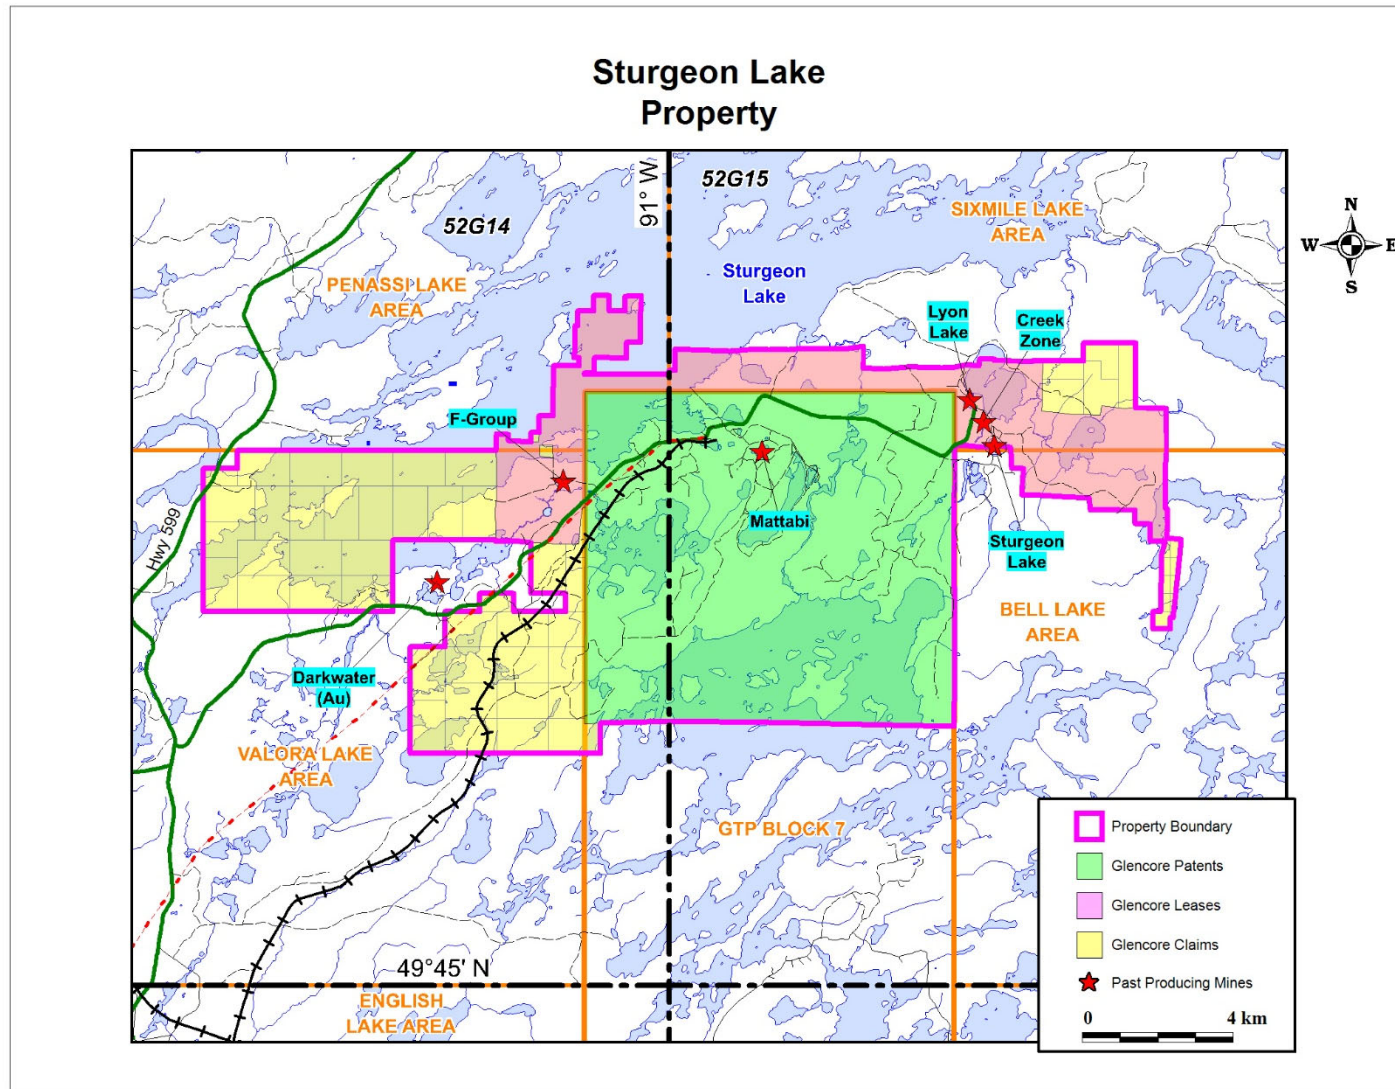 Sturgeon Lake
Property
52G15
91° W
52G14
SIXMILE LAKE
AREA
N
W
E
S
Sturgeon
Lake
PENASSI LAKE
AREA
Lyon
Lake
Creek
Zone
F-Group
Hwy 599
Mattabi
Sturgeon
Lake
BELL LAKE
AREA
Darkwater
(Au)
VALORA LAKE
AREA
GTP BLOCK 7
49°45' N
ENGLISH
LAKE AREA
Property Boundary
Glencore Patents
Glencore Leases
Glencore Claims
Past Producing Mines
0 4 km